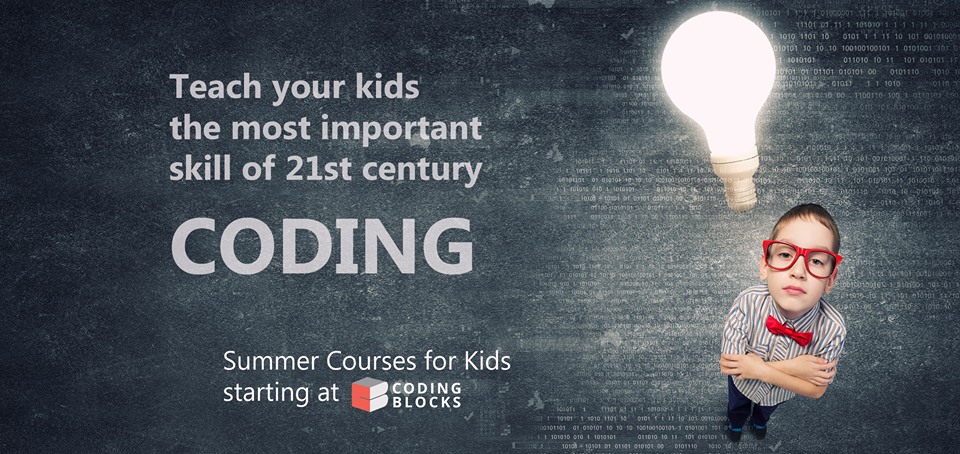 Teach your kids
the most important
skill of 21st century
CODING
Summer Courses for Kids
starting at CODING
BLOCKS